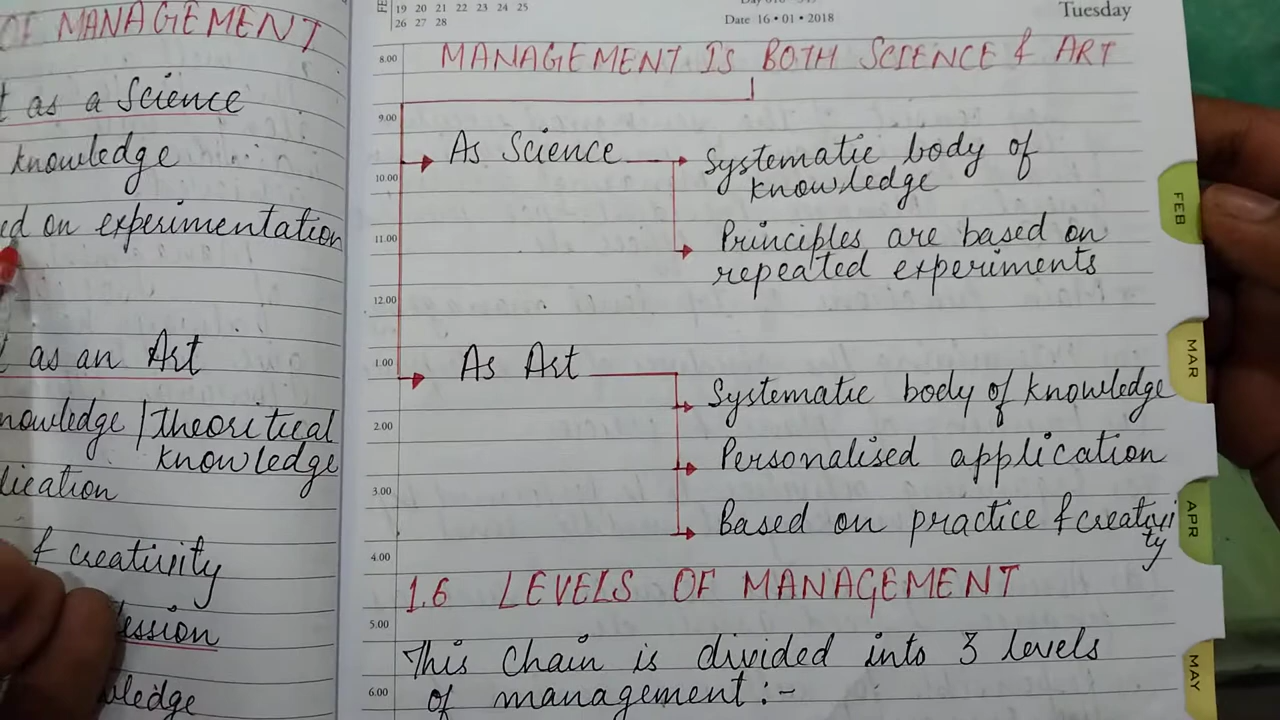 OF MANAGEMENT
as a Science
knowledge
on experimentation
as an Art
theoritical
knowledge
& creativity
19 20 21 22 23 24 25
26 27 28
Date 16•01•2018
Tuesday
8.00
MANAGEMENT IS BOTH SCIENCE & ART
9.00
As Science
Systematic body of
knowledge
10.00
11.00
Principles are based on
repeated experiments
12.00
1.00
As Art
Systematic body of knowledge
2.00
Personalised application
3.00
Based on practice & creativi
ty
4.00
1.6 LEVELS OF MANAGEMENT
5.00
This Chain is divided into 3 levels
6.00
of management :-
FEB
MAR
APR
MAY